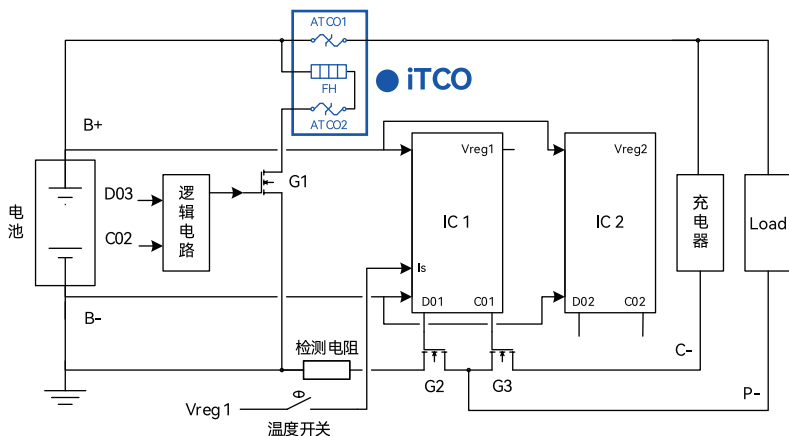 ATCO1
FH
ATCO2
iTCO
B+
Vreg1
Vreg2
D03
C02
逻辑电路
G1
电池
IC 1
IC 2
充电器
Load
Is
D01
C01
D02
C02
B-
检测电阻
G2
G3
C-
P-
Vreg1
温度开关